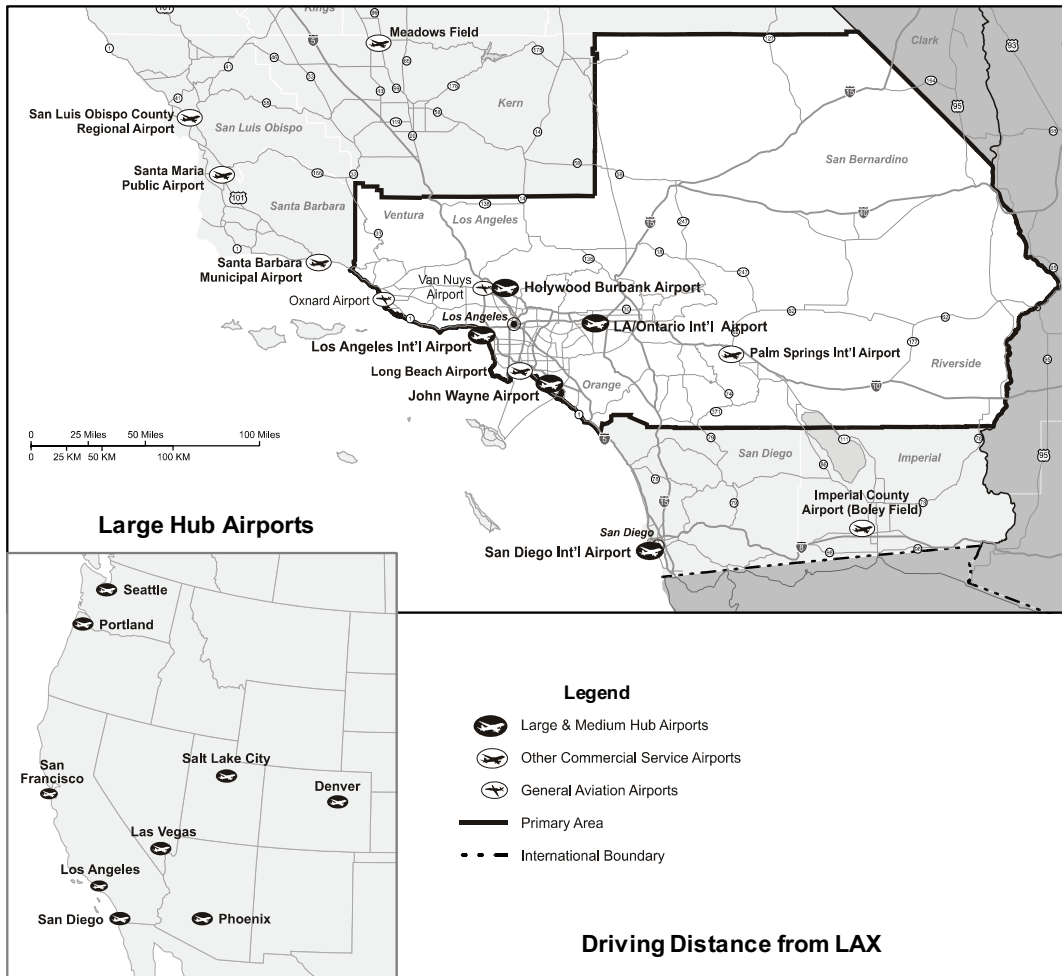 Kings
Meadows Field
Clark
San Luis Obispo County
Regional Airport
San Luis Obispo
Kern
Santa Maria
Public Airport
San Bernardino
Santa Barbara
Ventura
Los Angeles
Santa Barbara
Municipal Airport
Van Nuys
Airport
Holywood Burbank Airport
Oxnard Airport
Los Angeles
LA/Ontario Int'l Airport
Los Angeles Int'l Airport
Palm Springs Int'l Airport
Riverside
Long Beach Airport
Orange
John Wayne Airport
0 25 Miles 50 Miles 100 Miles
0 25 KM 50 KM 100 KM
San Diego
Imperial
Imperial County
Airport (Boley Field)
San Diego
San Diego Int'l Airport
Large Hub Airports
Seattle
Portland
San
Francisco
Salt Lake City
Denver
Las Vegas
Los Angeles
San Diego
Phoenix
Legend
Large & Medium Hub Airports
Other Commercial Service Airports
General Aviation Airports
Primary Area
International Boundary
Driving Distance from LAX